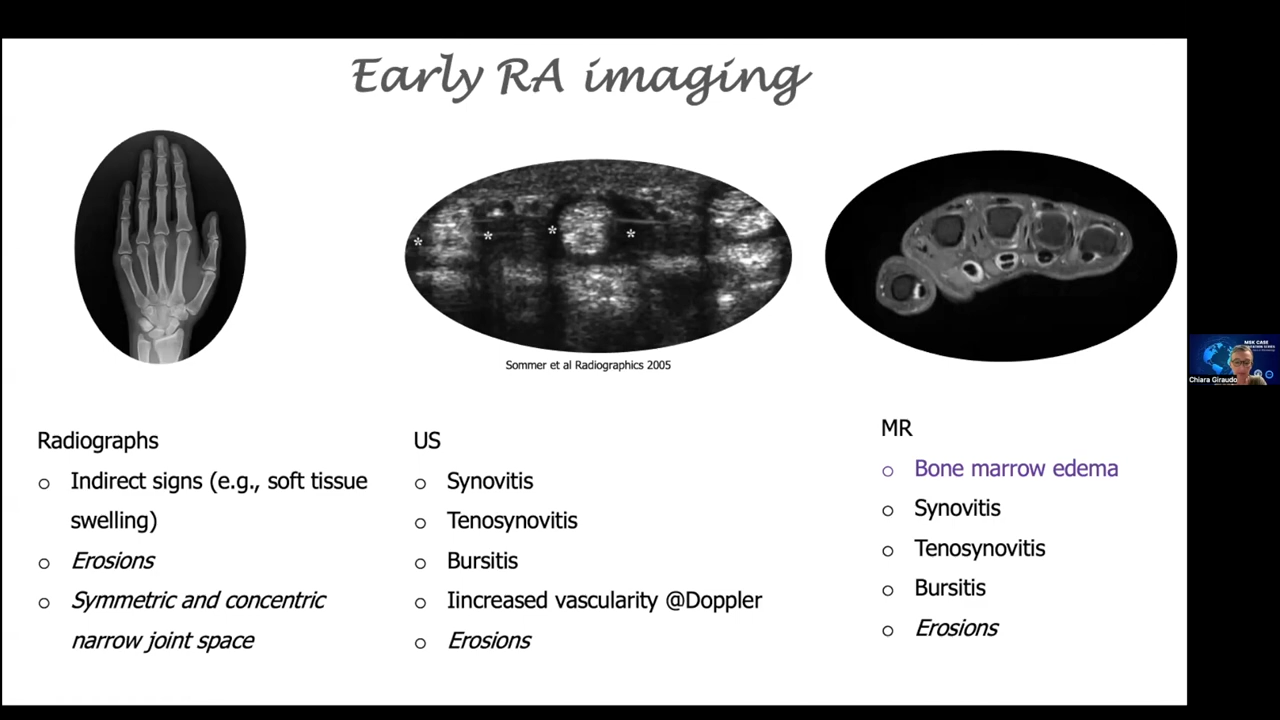 Early RA imaging
* * * *
Sommer et al Radiographics 2005
Radiographs
○ Indirect signs (e.g., soft tissue
swelling)
○ Erosions
○ Symmetric and concentric
narrow joint space
US
○ Synovitis
○ Tenosynovitis
○ Bursitis
○ Iincreased vascularity @Doppler
○ Erosions
MR
○ Bone marrow edema
○ Synovitis
○ Tenosynovitis
○ Bursitis
○ Erosions
MSK CASE
Chiara Giraudo